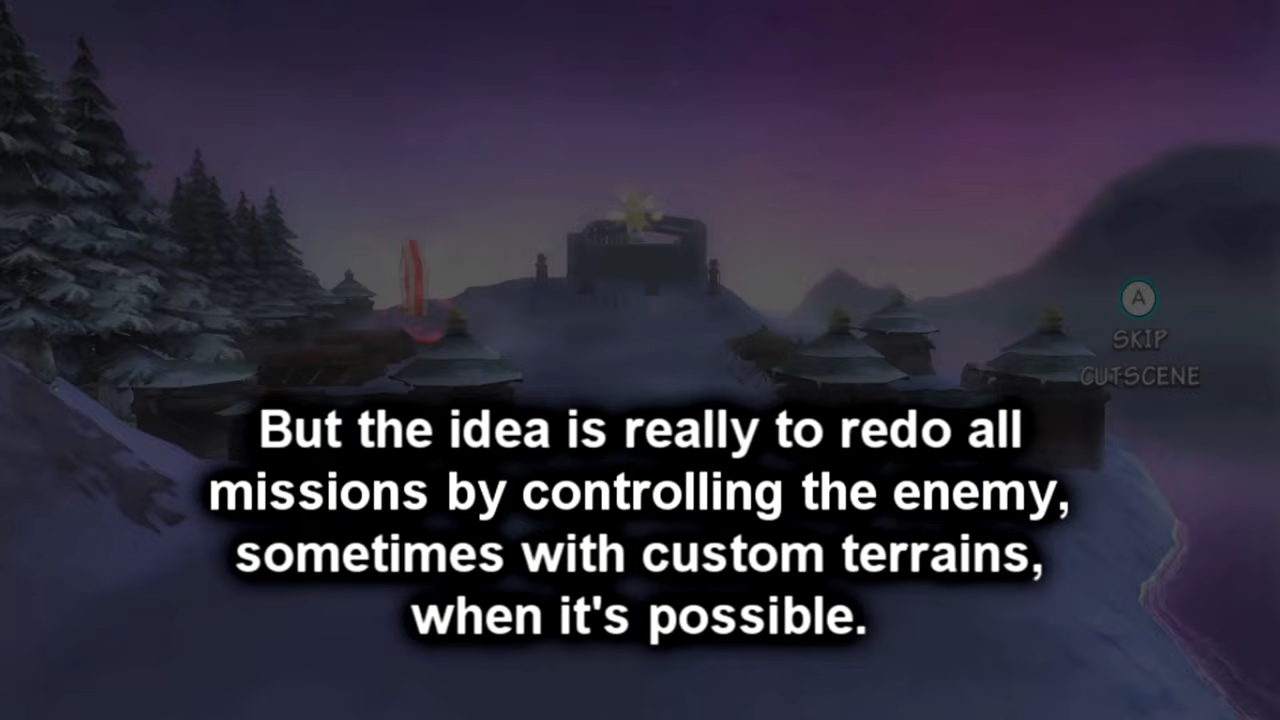 A
SKIP
CUTSCENE
But the idea is really to redo all
missions by controlling the enemy,
sometimes with custom terrains,
when it's possible.